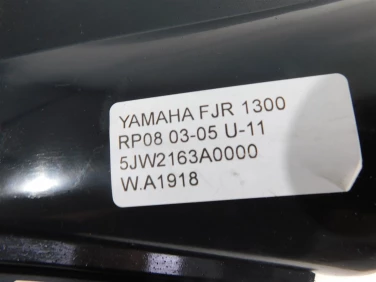 YAMAHA FJR 1300
RP08 03-05 U-11
5JW2163A0000
W.A1918